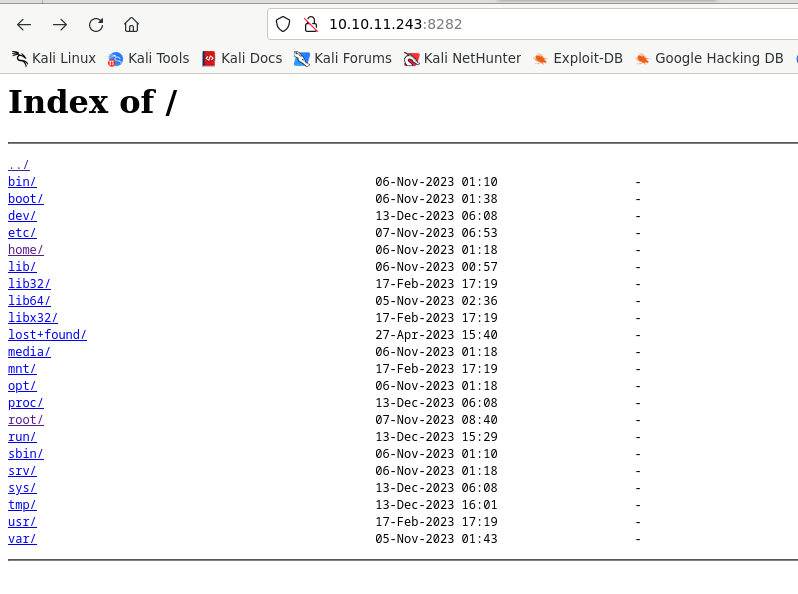 10.10.11.243:8282
Kali Linux Kali Tools Kali Docs Kali Forums Kali NetHunter Exploit-DB Google Hacking DB
Index of /
../
bin/ 06-Nov-2023 01:10 -
boot/ 06-Nov-2023 01:38 -
dev/ 13-Dec-2023 06:08 -
etc/ 07-Nov-2023 06:53 -
home/ 06-Nov-2023 01:18 -
lib/ 06-Nov-2023 00:57 -
lib32/ 17-Feb-2023 17:19 -
lib64/ 05-Nov-2023 02:36 -
libx32/ 17-Feb-2023 17:19 -
lost+found/ 27-Apr-2023 15:40 -
media/ 06-Nov-2023 01:18 -
mnt/ 17-Feb-2023 17:19 -
opt/ 06-Nov-2023 01:18 -
proc/ 13-Dec-2023 06:08 -
root/ 07-Nov-2023 08:40 -
run/ 13-Dec-2023 15:29 -
sbin/ 06-Nov-2023 01:10 -
srv/ 06-Nov-2023 01:18 -
sys/ 13-Dec-2023 06:08 -
tmp/ 13-Dec-2023 16:01 -
usr/ 17-Feb-2023 17:19 -
var/ 05-Nov-2023 01:43 -